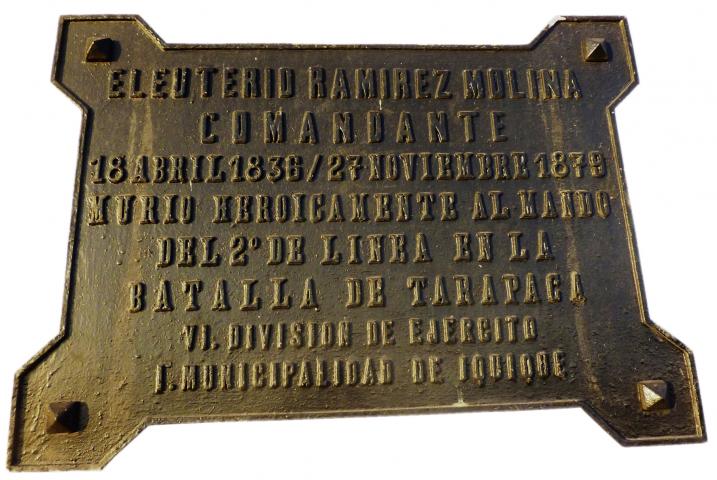 ELEUTERIO RAMIREZ MOLINA
COMANDANTE
18 ABRIL 1836 / 27 NOVIEMBRE 1879
MURIO HEROICAMENTE AL MANDO
DEL 2º DE LINEA EN LA
BATALLA DE TARAPACA
VI. DIVISION DE EJÉRCITO
I. MUNICIPALIDAD DE IQUIQUE